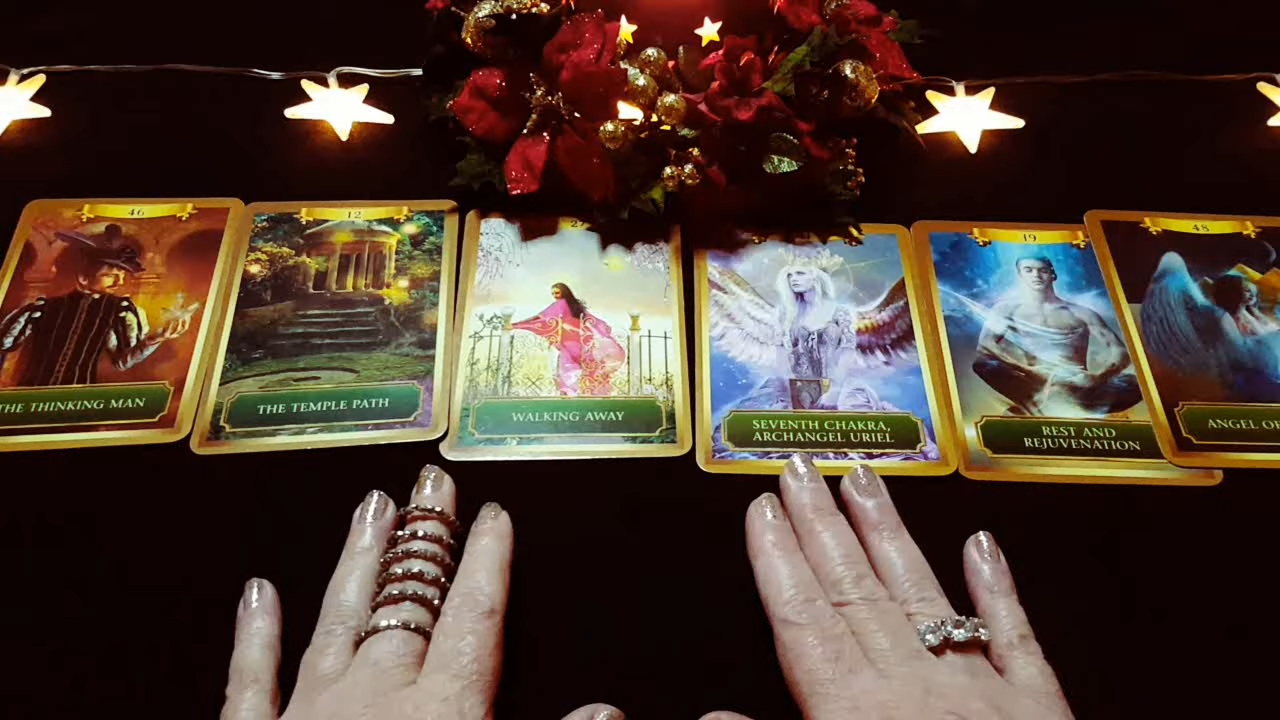 46
THE THINKING MAN
12
THE TEMPLE PATH
WALKING AWAY
SEVENTH CHAKRA,
ARCHANGEL URIEL
19
REST AND
REJUVENATION
48
ANGEL OF